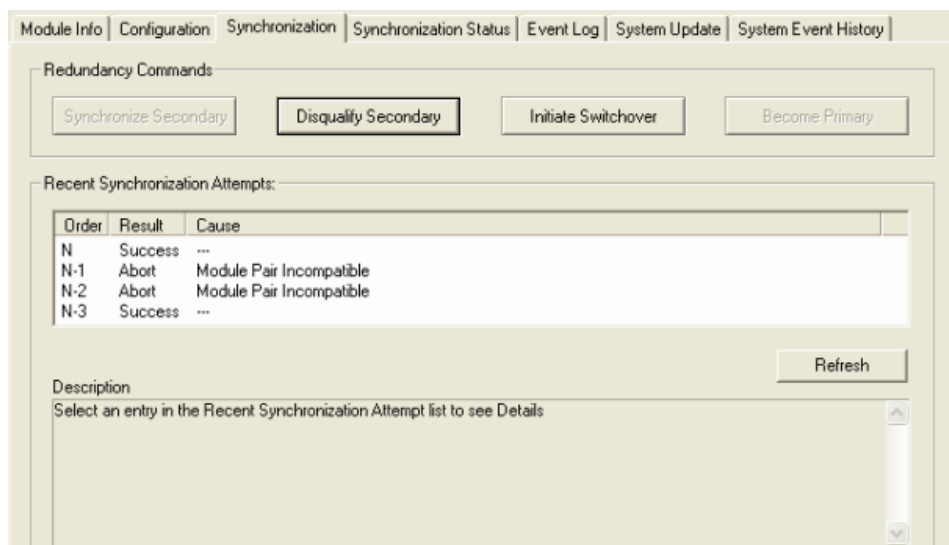 Module Info Configuration Synchronization Synchronization Status Event Log System Update System Event History
Redundancy Commands
Synchronize Secondary Disqualify Secondary Initiate Switchover Become Primary
Recent Synchronization Attempts:
Order Result Cause
N Success ---
N-1 Abort Module Pair Incompatible
N-2 Abort Module Pair Incompatible
N-3 Success ---
Refresh
Description
Select an entry in the Recent Synchronization Attempt list to see Details